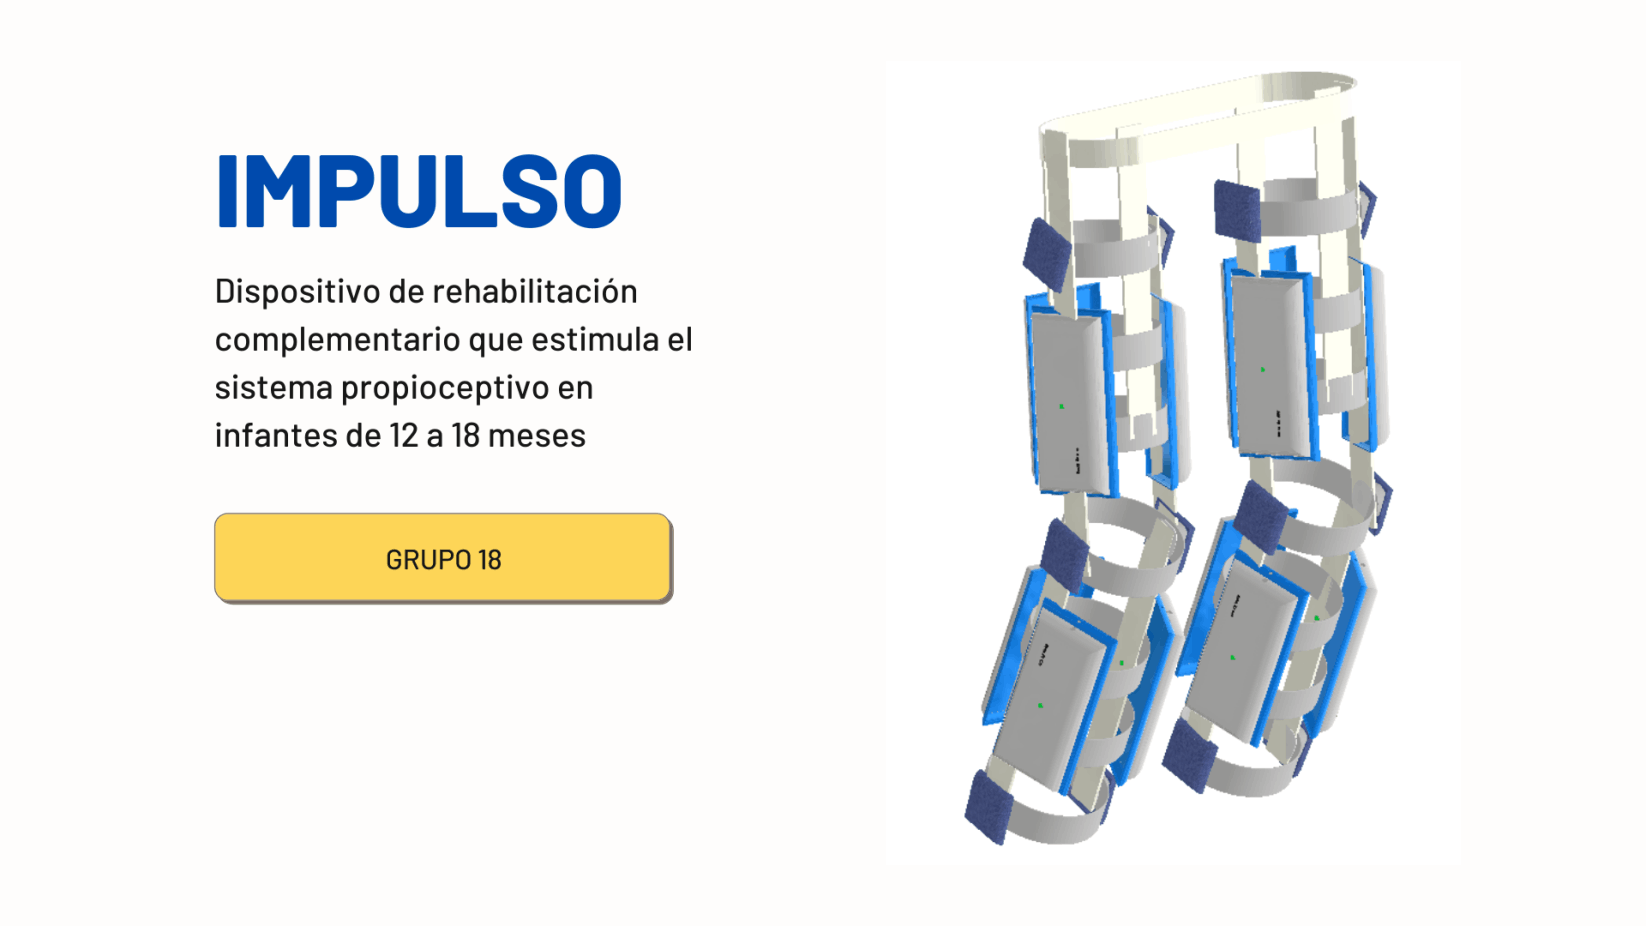 IMPULSO
Dispositivo de rehabilitación
complementario que estimula el
sistema propioceptivo en
infantes de 12 a 18 meses
GRUPO 18